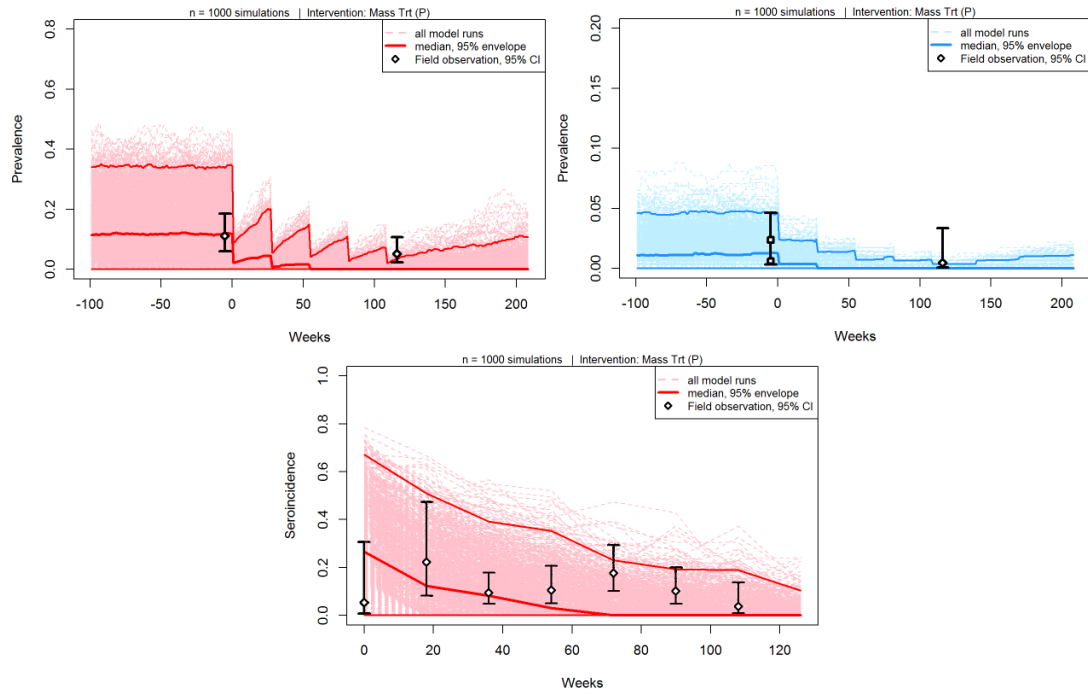 n = 1000 simulations | Intervention: Mass Trt (P)
all model runs
median, 95% envelope
Field observation, 95% CI
Prevalence
0.8
0.6
0.4
0.2
0.0
-100 -50 0 50 100 150 200
Weeks
n = 1000 simulations | Intervention: Mass Trt (P)
all model runs
median, 95% envelope
Field observation, 95% CI
Prevalence
0.20
0.15
0.10
0.05
0.00
-100 -50 0 50 100 150 200
Weeks
n = 1000 simulations | Intervention: Mass Trt (P)
all model runs
median, 95% envelope
Field observation, 95% CI
Seroincidence
1.0
0.8
0.6
0.4
0.2
0.0
0 20 40 60 80 100 120
Weeks